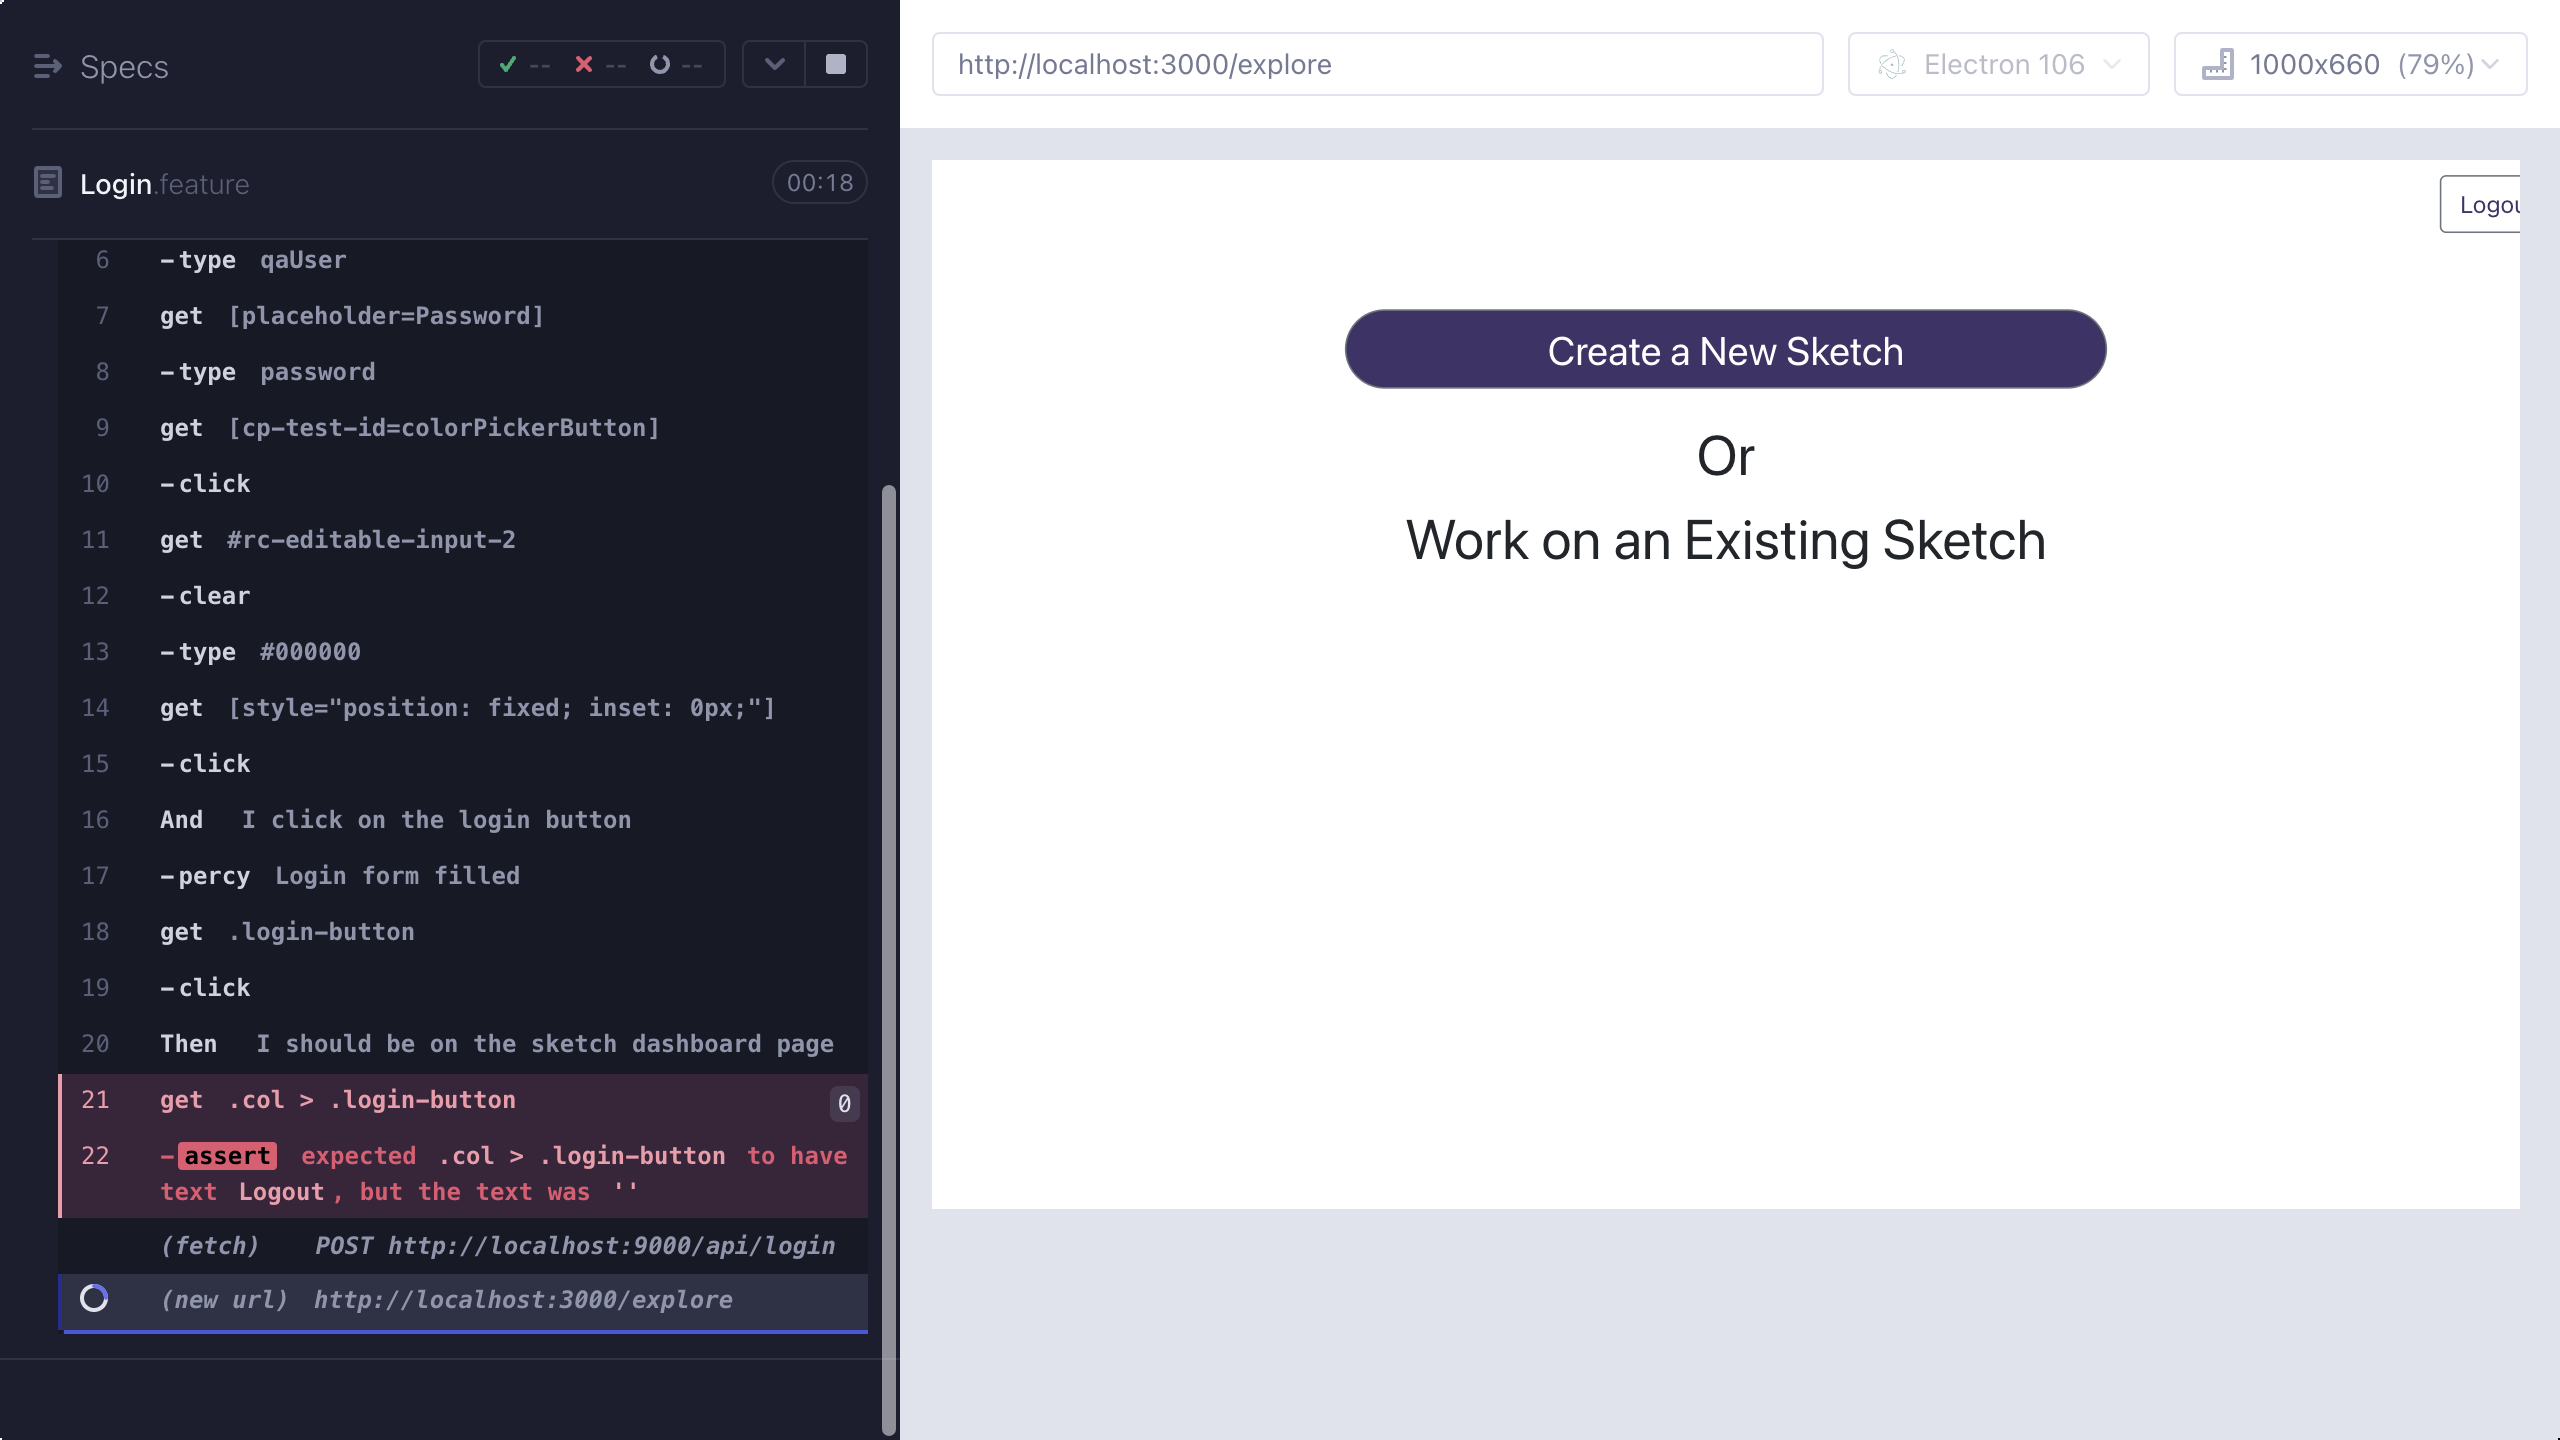 Specs
-- -- --
Login.feature
00:18
6 -type qaUser
7 get [placeholder=Password]
8 -type password
9 get [cp-test-id=colorPickerButton]
10 -click
11 get #rc-editable-input-2
12 -clear
13 -type #000000
14 get [style="position: fixed; inset: 0px;"]
15 -click
16 And I click on the login button
17 -percy Login form filled
18 get .login-button
19 -click
20 Then I should be on the sketch dashboard page
21 get .col > .login-button 0
22 -assert expected .col > .login-button to have
text Logout, but the text was ''
(fetch) POST http://localhost:9000/api/login
(new url) http://localhost:3000/explore
http://localhost:3000/explore
Electron 106
1000x660 (79%)
Logou
Create a New Sketch
Or
Work on an Existing Sketch